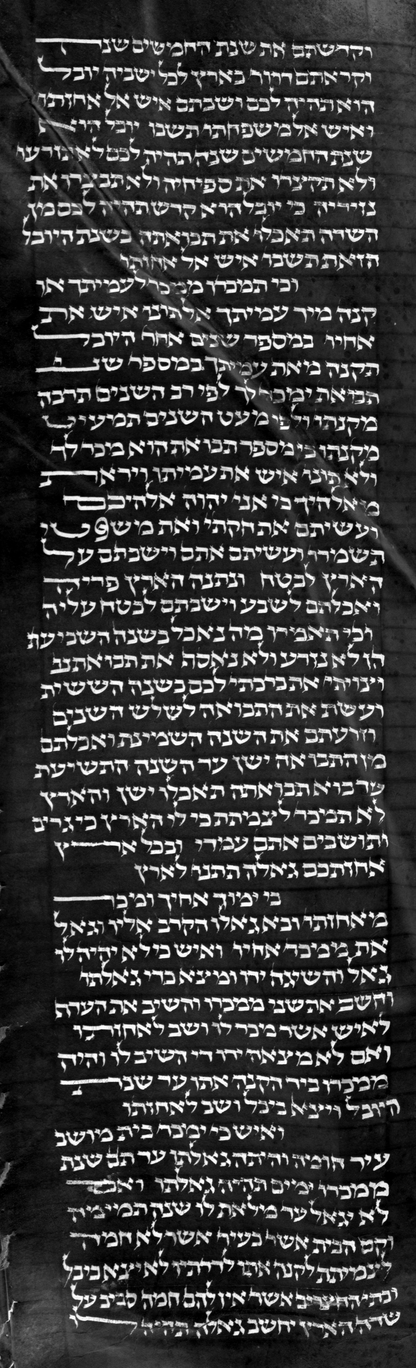 וקדשתם את שנת החמשים שנה
וקראתם דרור בארץ לכל ישביה יובל
הוא תהיה לכם ושבתם איש אל אחזתו
ואיש אל משפחתו תשבו יובל היא
שנת החמשים שנה תהיה לכם לא תזרעו
ולא תקצרו את ספיחיה ולא תבצרו את
נזריה כי יובל היא קדש תהיה לכם מן
השדה תאכלו את תבואתה בשנת היובל
הזאת תשבו איש אל אחזתו
וכי תמכרו ממכר לעמיתך או
קנה מיד עמיתך אל תונו איש את
אחיו במספר שנים אחר היובל
תקנה מאת עמיתך במספר שני
תבואת ימכר לך לפי רב השנים תרבה
מקנתו ולפי מעט השנים תמעיט
מקנתו כי מספר תבואת הוא מכר לך
ולא תונו איש את עמיתו ויראת
מאלהיך כי אני יהוה אלהיכם
ועשיתם את חקתי ואת משפטי
תשמרו ועשיתם אתם וישבתם על
הארץ לבטח ונתנה הארץ פריה
ואכלתם לשבע וישבתם לבטח עליה
וכי תאמרו מה נאכל בשנה השביעת
הן לא נזרע ולא נאסף את תבואתנו
וצויתי את ברכתי לכם בשנה הששית
ועשת את התבואה לשלש השנים
וזרעתם את השנה השמינת ואכלתם
מן התבואה ישן עד השנה התשיעת
עד בוא תבואתה תאכלו ישן והארץ
לא תמכר לצמתת כי לי הארץ כי גרים
ותושבים אתם עמדי ובכל ארץ
אחזתכם גאלה תתנו לארץ
כי ימוך אחיך ומכר
מאחזתו ובא גאלו הקרב אליו וגאל
את ממכר אחיו ואיש כי לא יהיה לו
גאל והשיגה ידו ומצא כדי גאלתו
וחשב את שני ממכרו והשיב את העדף
לאיש אשר מכר לו ושב לאחזתו
ואם לא מצאה ידו די השיב לו והיה
ממכרו ביד הקנה אתו עד שנת
היובל ויצא ביבל ושב לאחזתו
ואיש כי ימכר בית מושב
עיר חומה והיתה גאלתו עד תם שנת
ממכרו ימים תהיה גאלתו ואם
לא יגאל עד מלאת לו שנה תמימה
וקם הבית אשר בעיר אשר לא חמה
לצמיתת לקנה אתו לדרתיו לא יצא ביבל
ובתי החצרים אשר אין להם חמה סביב על
שדה הארץ יחשב גאלה תהיה